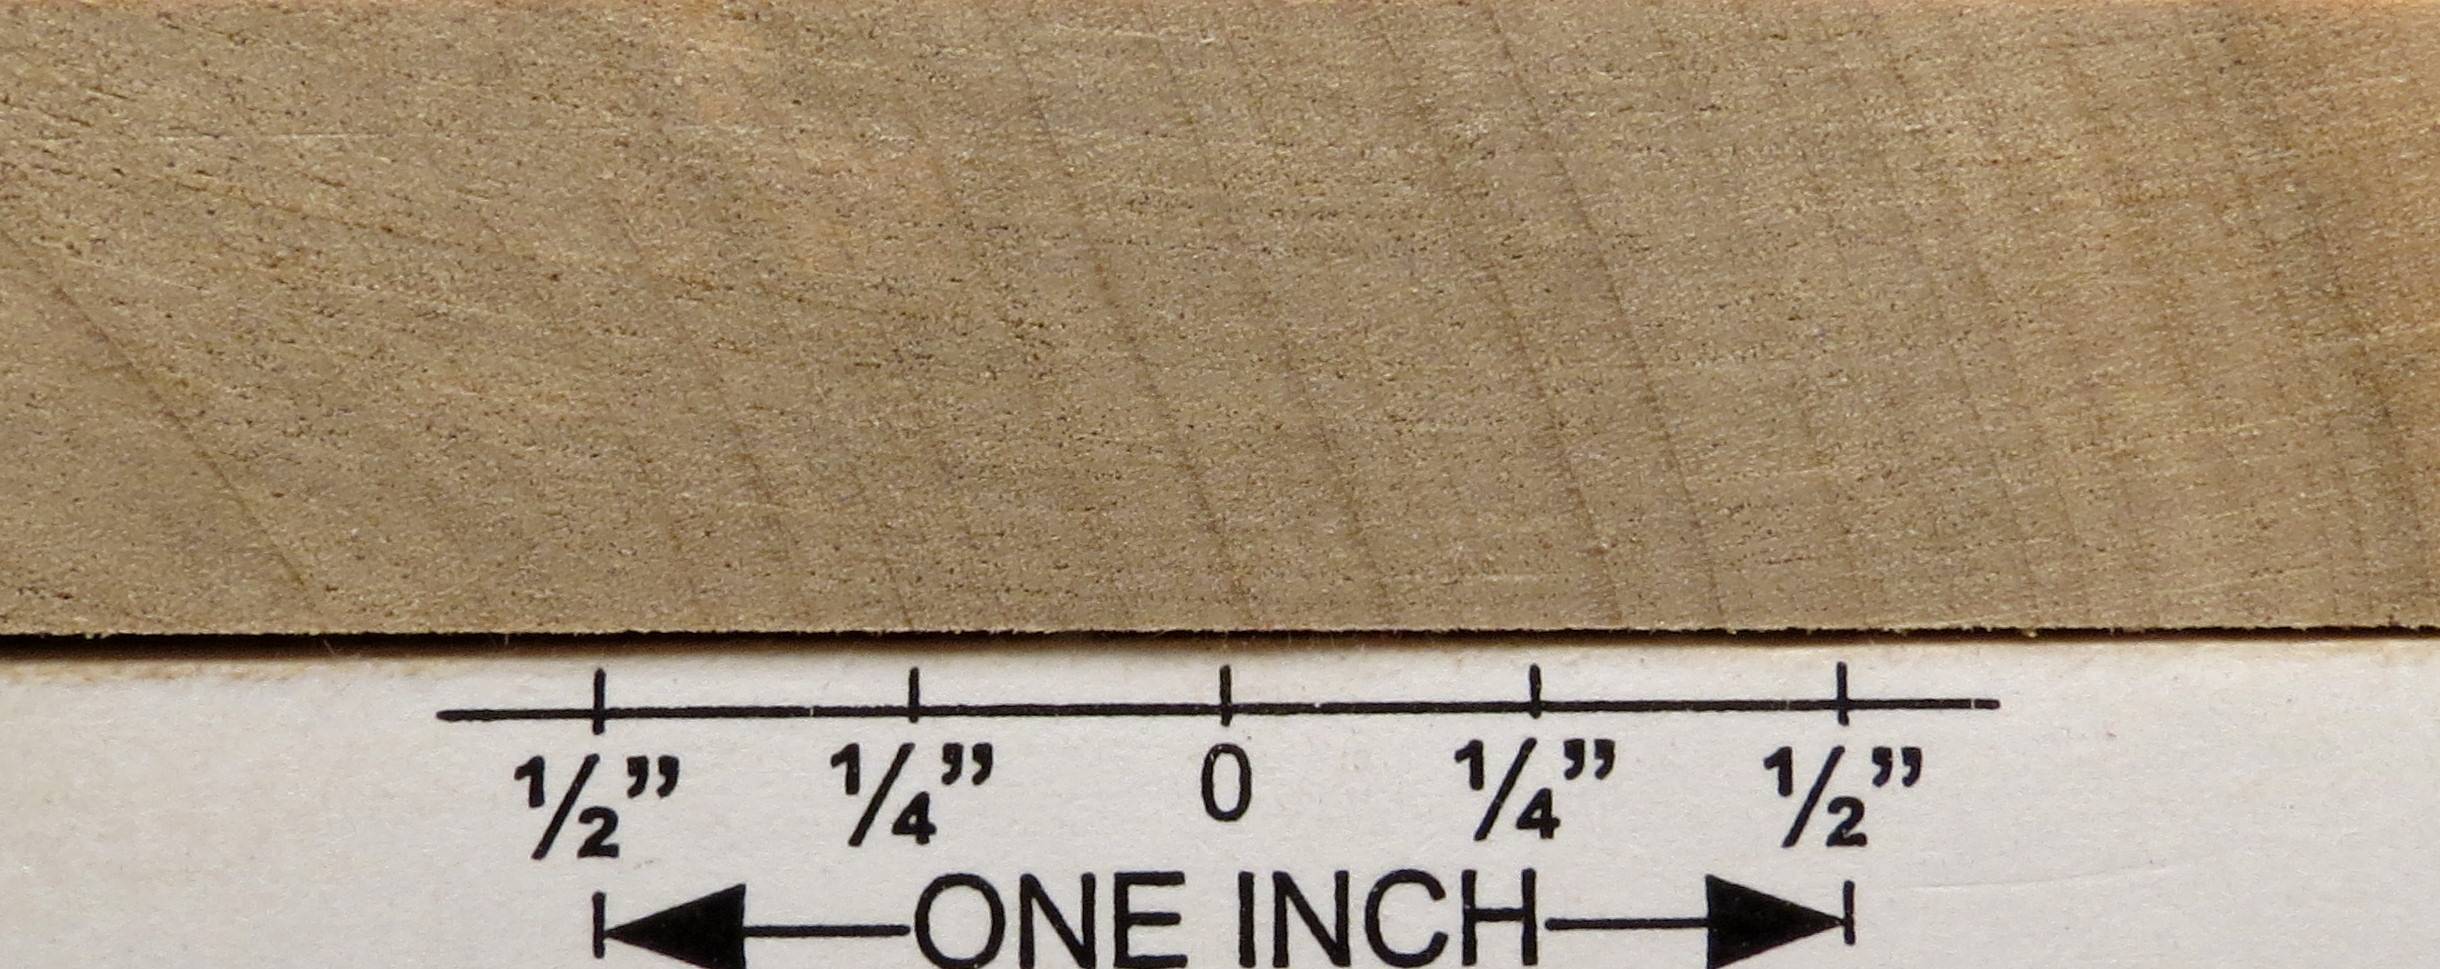 ½” ¼” 0 ¼” ½”
ONE INCH